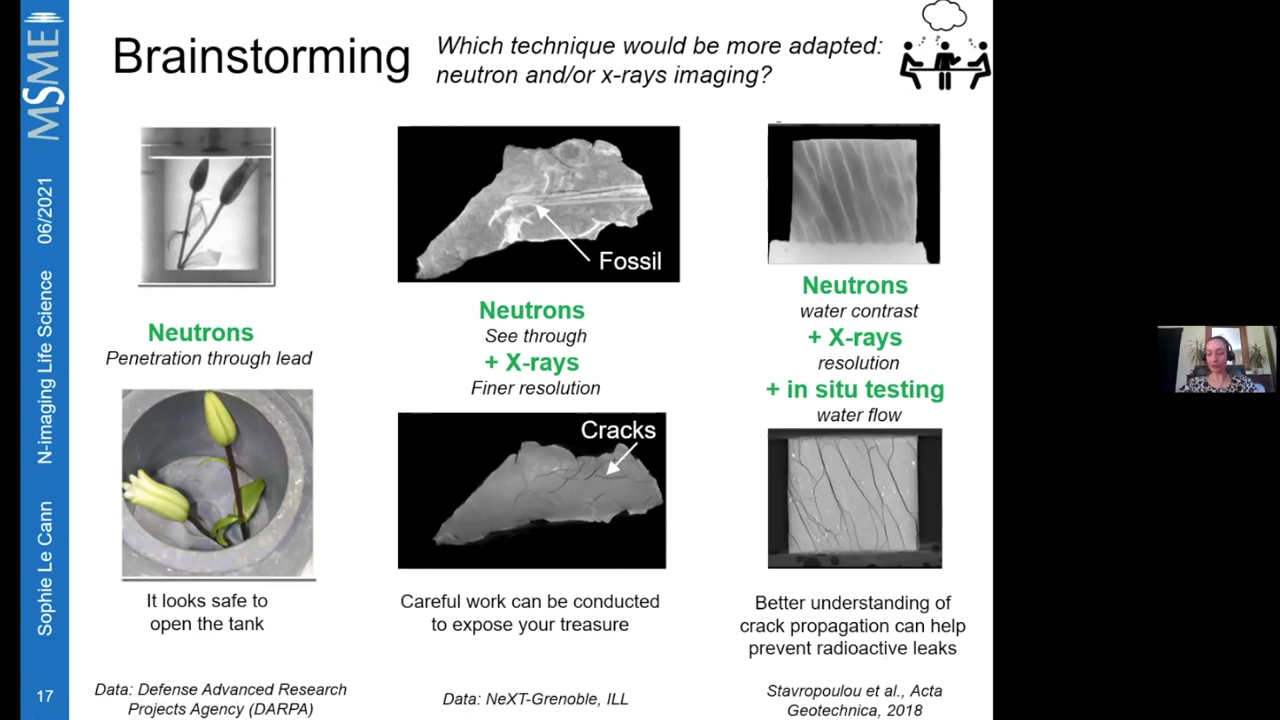 Brainstorming
Which technique would be more adapted:
neutron and/or x-rays imaging?
MSME
06/2021
N-imaging Life Science
Sophie Le Cann
17
Neutrons
Penetration through lead
It looks safe to
open the tank
Data: Defense Advanced Research
Projects Agency (DARPA)
Fossil
Neutrons
See through
+ X-rays
Finer resolution
Cracks
Careful work can be conducted
to expose your treasure
Data: NeXT-Grenoble, ILL
Neutrons
water contrast
+ X-rays
resolution
+ in situ testing
water flow
Better understanding of
crack propagation can help
prevent radioactive leaks
Stavropoulou et al., Acta
Geotechnica, 2018